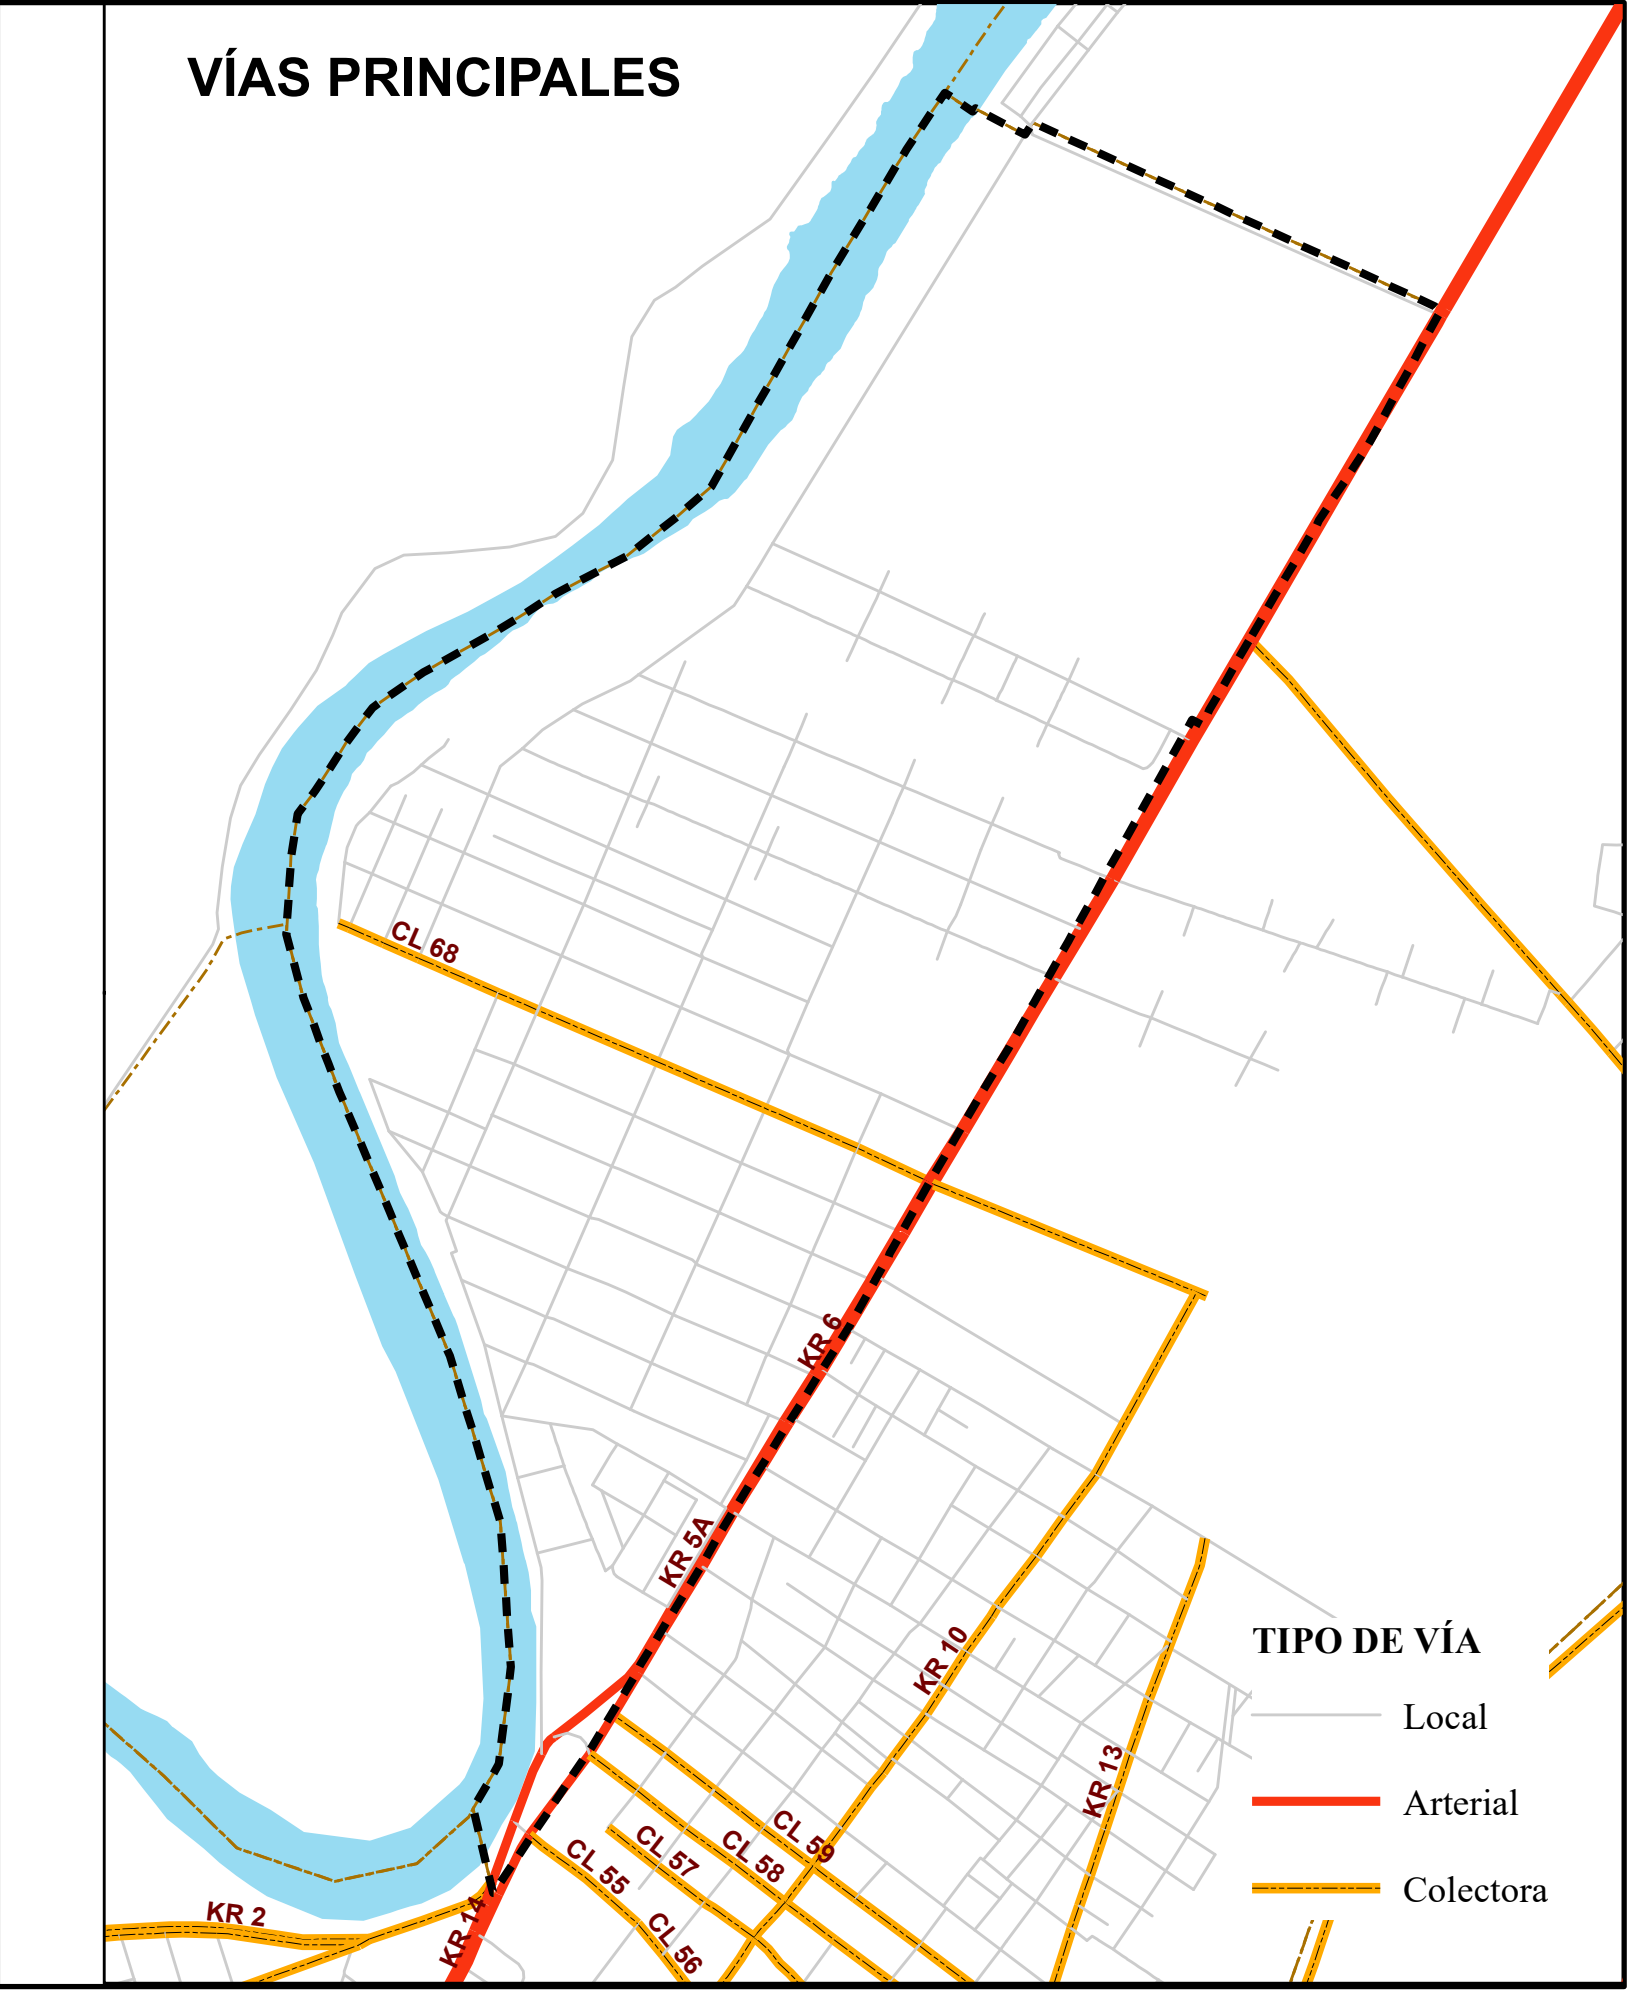 VÍAS PRINCIPALES
CL 68
KR 6
KR 5A
KR 10
KR 13
CL 59
CL 58
CL 57
CL 55
CL 56
KR 2
KR 14
TIPO DE VÍA
Local
Arterial
Colectora